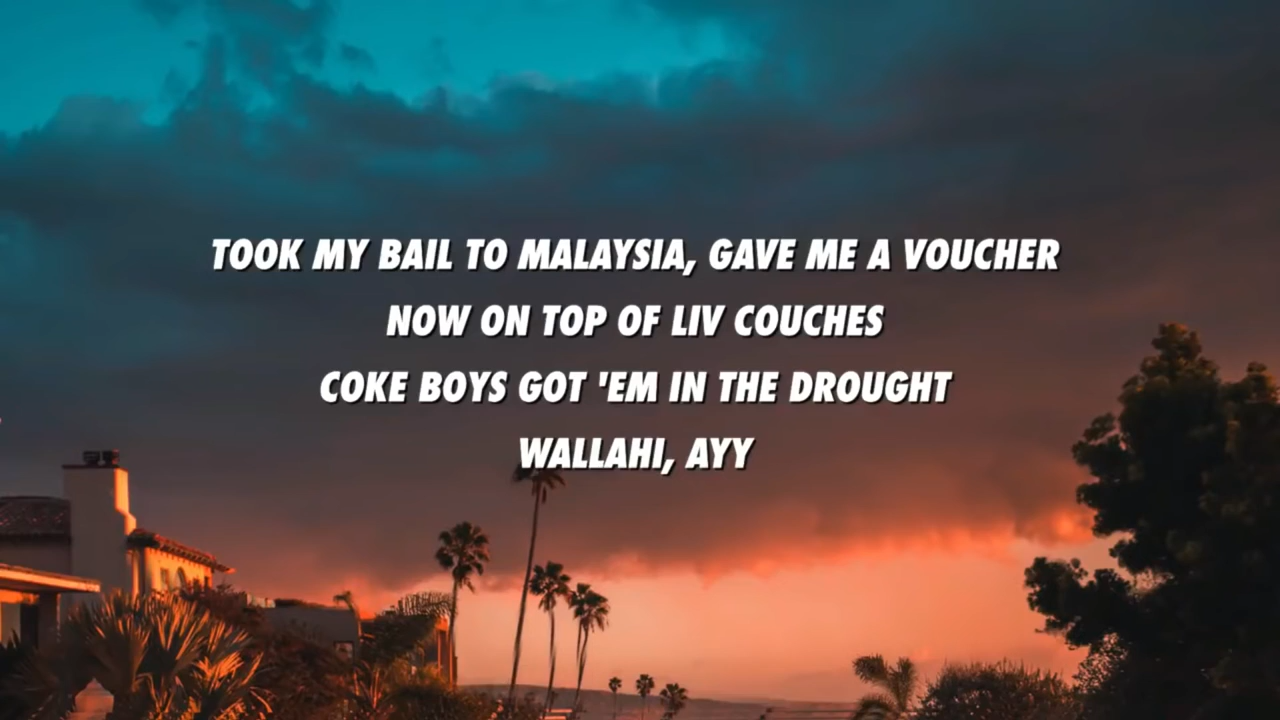 TOOK MY BAIL TO MALAYSIA, GAVE ME A VOUCHER
NOW ON TOP OF LIV COUCHES
COKE BOYS GOT 'EM IN THE DROUGHT
WALLAHI, AYY